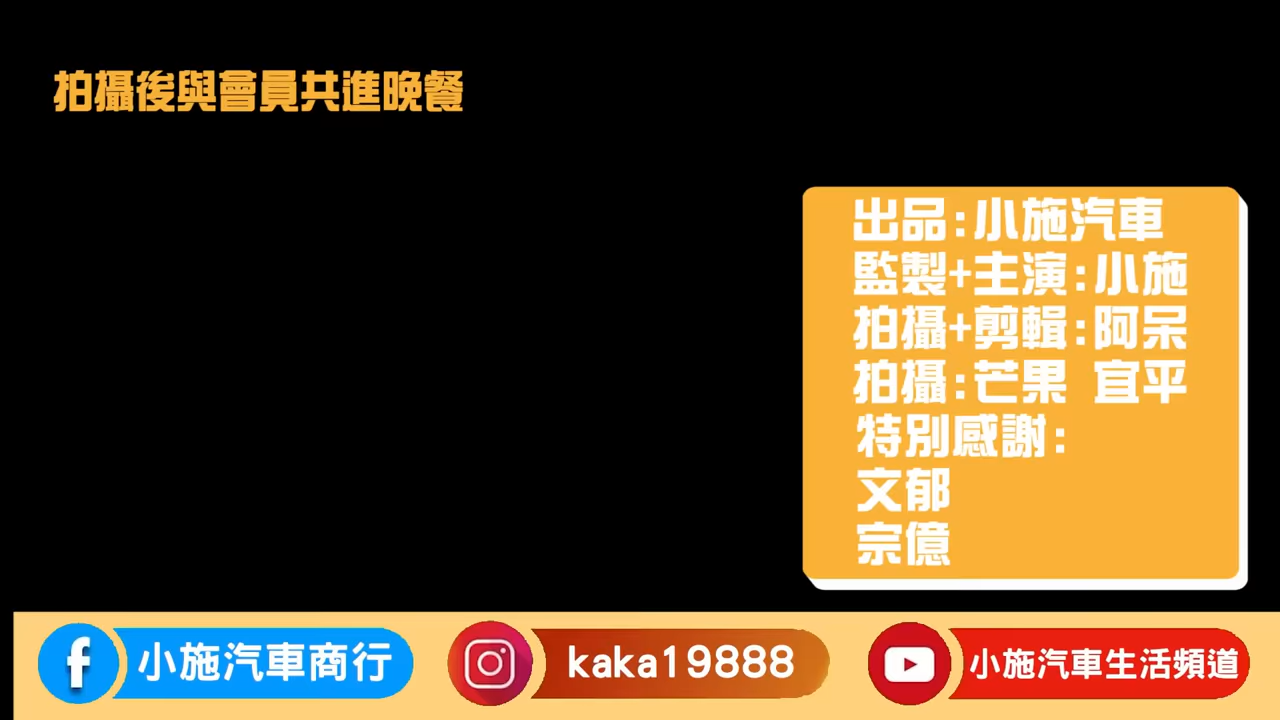 拍攝後與會員共進晚餐
出品:小施汽車
監製+主演:小施
拍攝+剪輯:阿呆
拍攝:芒果 宜平
特別感謝:
文郁
宗億
小施汽車商行
kaka19888
小施汽車生活頻道